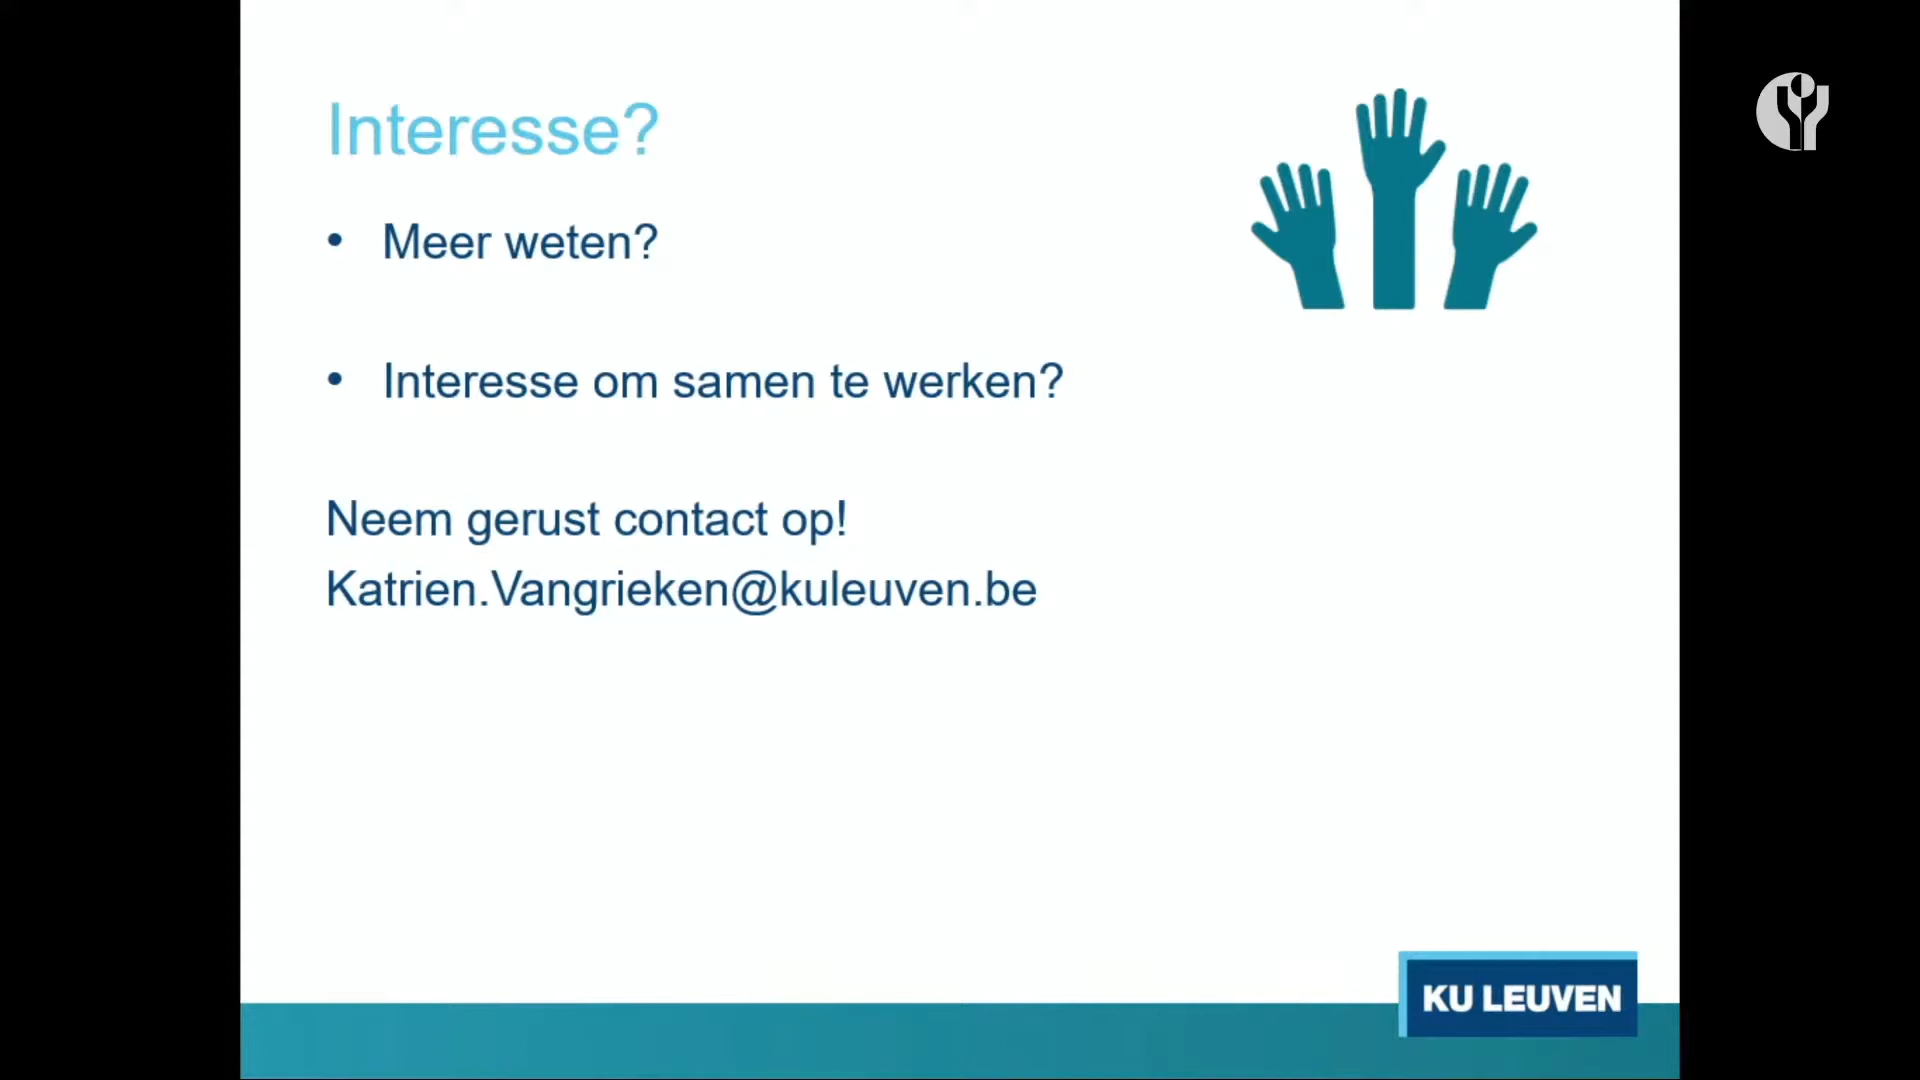 Interesse?
• Meer weten?
• Interesse om samen te werken?
Neem gerust contact op!
Katrien.Vangrieken@kuleuven.be
KU LEUVEN